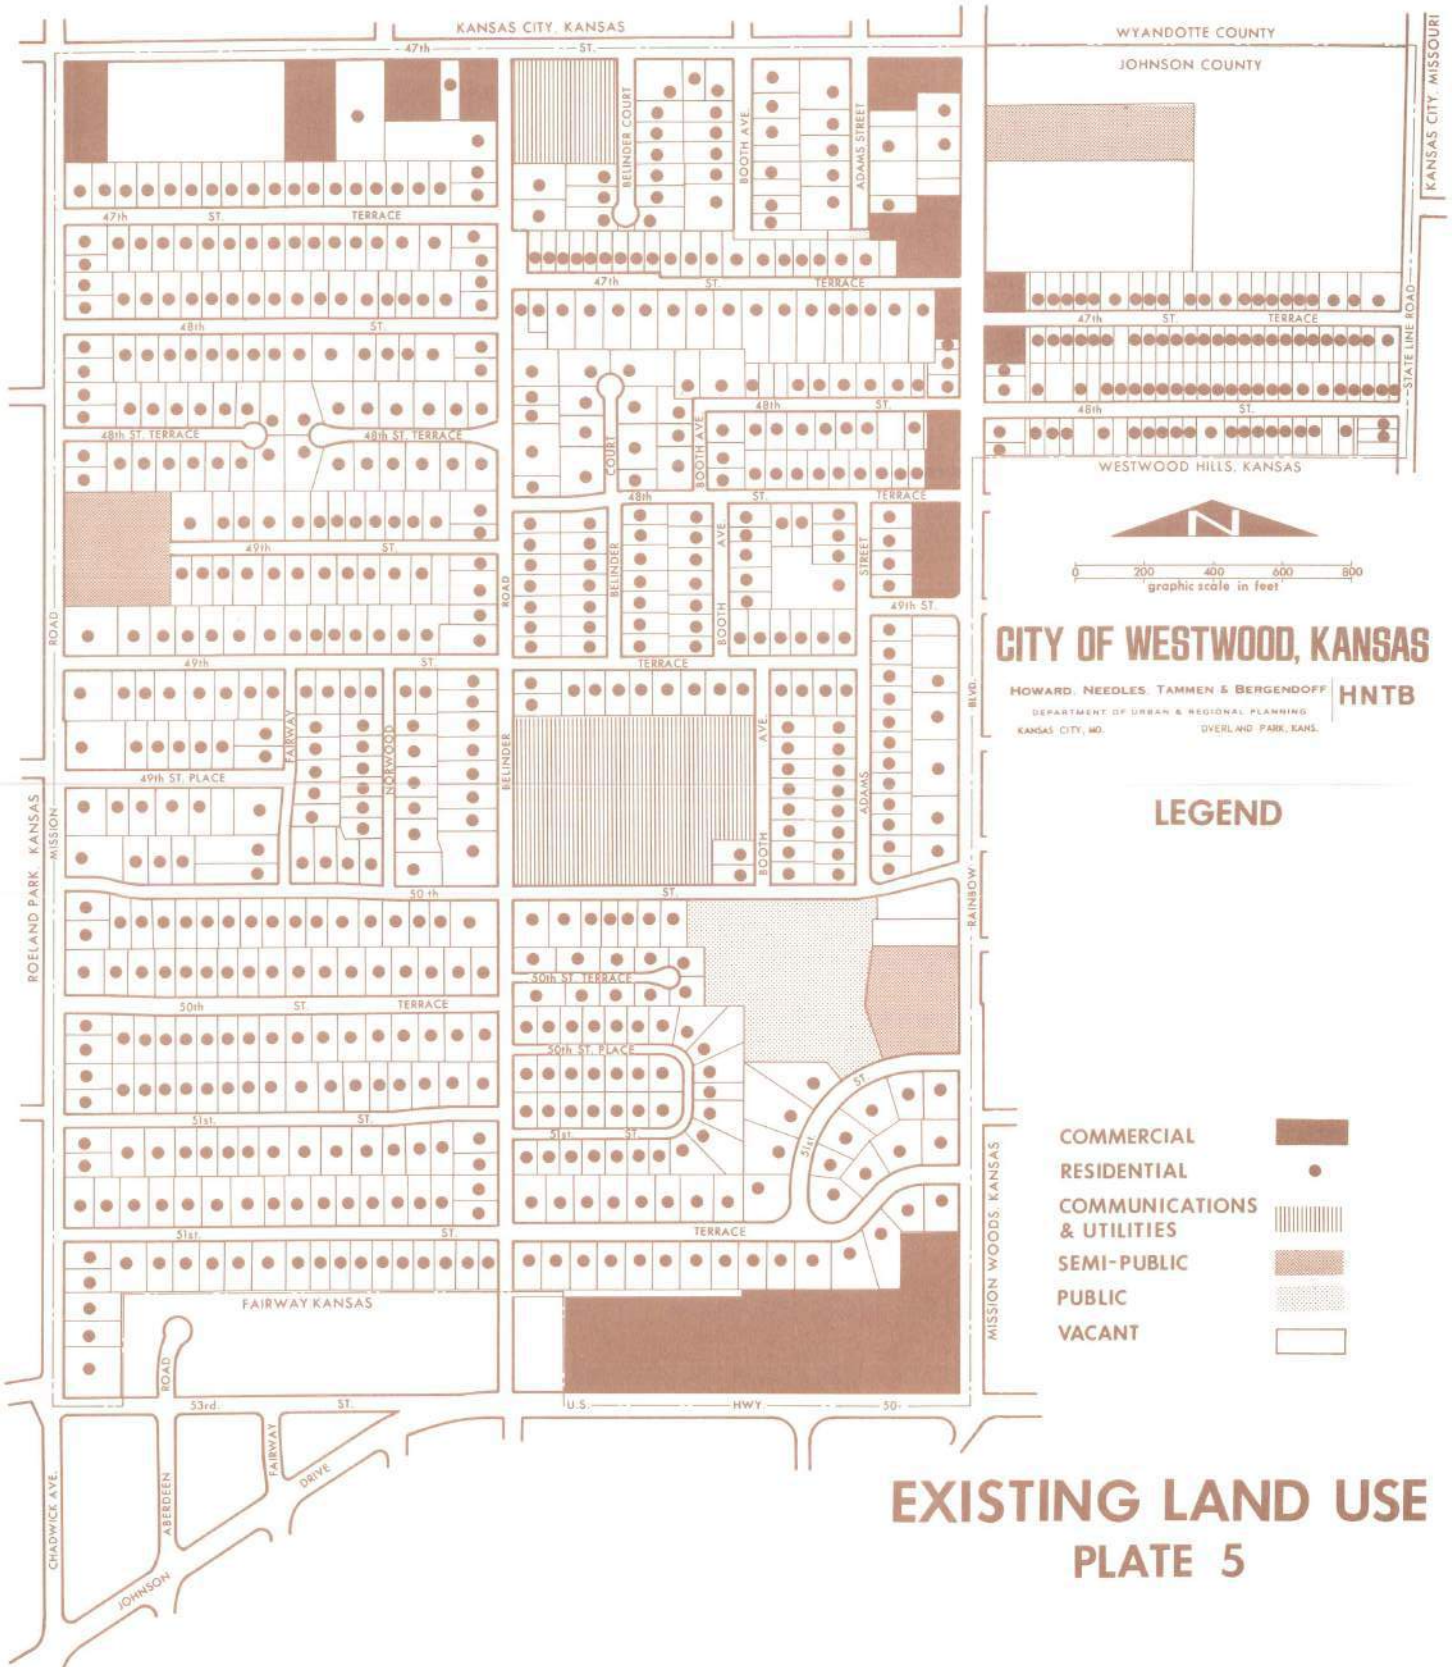 KANSAS CITY, KANSAS
47th ST.
WYANDOTTE COUNTY
JOHNSON COUNTY
KANSAS CITY, MISSOURI
BELINDER COURT
BOOTH AVE.
ADAMS STREET
47th ST. TERRACE
47th ST. TERRACE
47th ST. TERRACE
STATE LINE ROAD
48th ST.
48th ST.
48th ST.
48th ST. TERRACE
48th ST. TERRACE
COURT
BOOTH AVE.
WESTWOOD HILLS, KANSAS
48th ST. TERRACE
N
0 200 400 600 800
graphic scale in feet
49th ST.
ROAD
ROAD
BELINDER
BOOTH AVE.
STREET
49th ST.
CITY OF WESTWOOD, KANSAS
HOWARD, NEEDLES, TAMMEN & BERGENDOFF
HNTB
DEPARTMENT OF URBAN & REGIONAL PLANNING
KANSAS CITY, MO. OVERLAND PARK, KANS.
49th ST. TERRACE
FAIRWAY
NORWOOD
BELINDER
BOOTH AVE.
ADAMS
BLVD.
RAINBOW
49th ST. PLACE
ROELAND PARK, KANSAS
MISSION
LEGEND
50th ST.
50th ST. TERRACE
50th ST. TERRACE
50th ST. PLACE
51st. ST.
51st. ST.
51st. ST.
MISSION WOODS, KANSAS
COMMERCIAL
RESIDENTIAL
COMMUNICATIONS
& UTILITIES
SEMI-PUBLIC
PUBLIC
VACANT
51st. ST. TERRACE
FAIRWAY KANSAS
ROAD
53rd. ST.
U.S. HWY 50
CHADWICK AVE.
ABERDEEN
FAIRWAY
DRIVE
JOHNSON
EXISTING LAND USE
PLATE 5